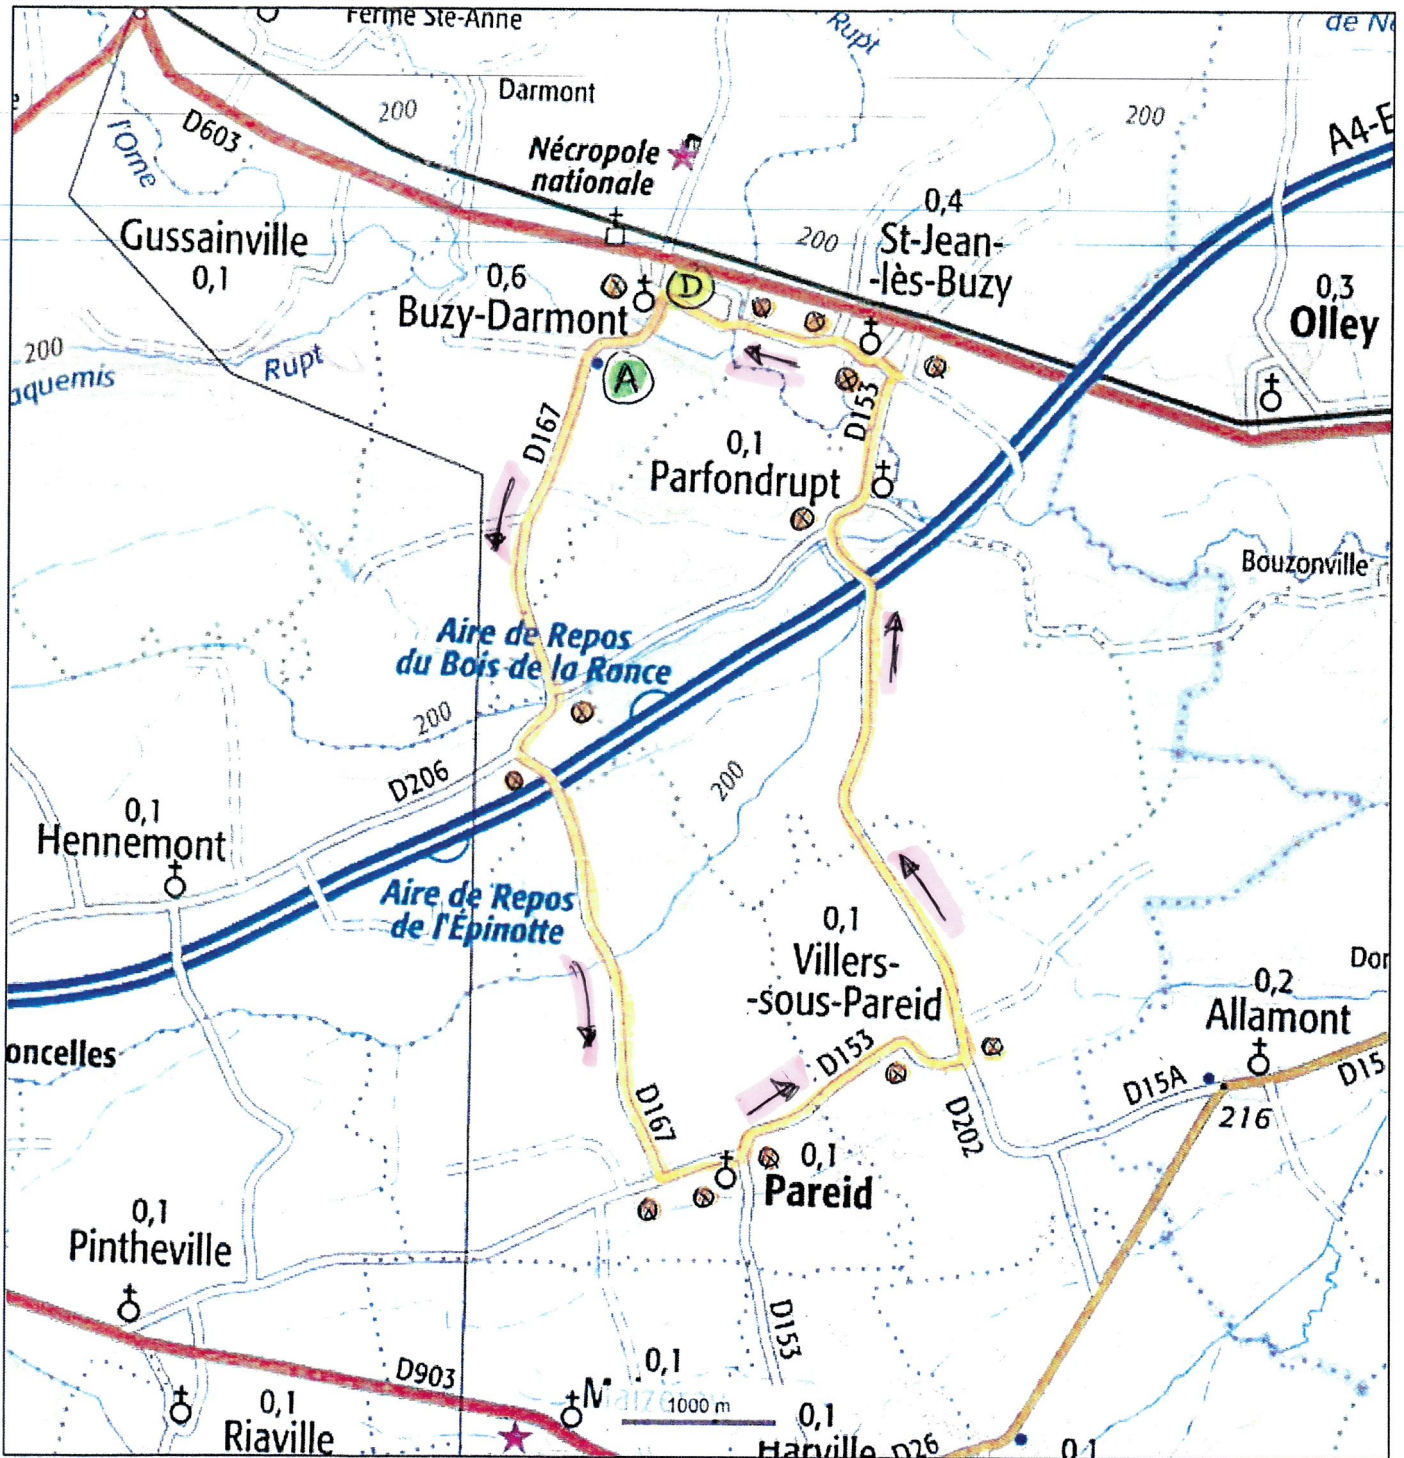 Ferme Ste-Anne
Rupt
Darmont
200
200
A4-E
D603
l'Orne
Nécropole
nationale
0,4
St-Jean-
-lès-Buzy
200
Gussainville
0,1
0,6
Buzy-Darmont
D
0,3
Olley
200
Rupt
aquemis
A
D167
D153
0,1
Parfondrupt
Bouzonville
Aire de Repos
du Bois de la Ronce
200
D206
200
0,1
Hennemont
Aire de Repos
de l'Épinotte
0,1
Villers-
-sous-Pareid
Dor
0,2
Allamont
oncelles
D153
D15A
D15
216
D167
D202
0,1
Pareid
0,1
Pintheville
D153
0,1
D903
M
1000 m
0,1
Riaville
0,1
Harville
D26
0,1